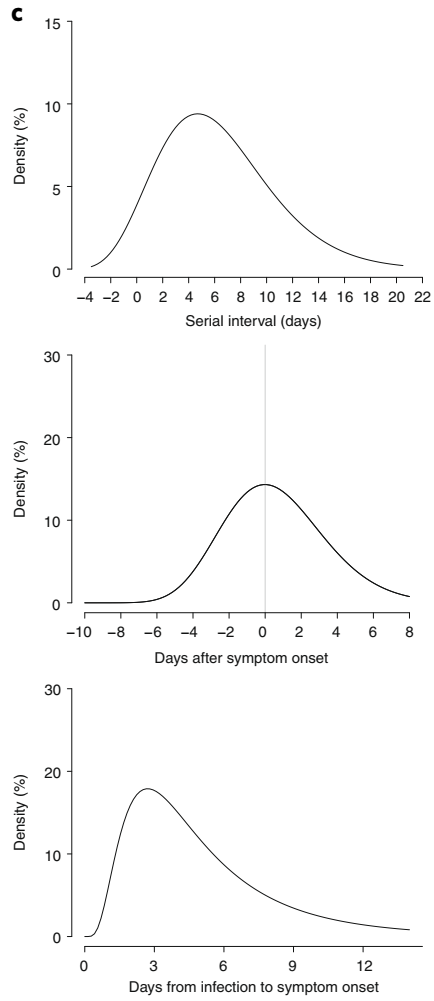 c
15
10
5
0
Density (%)
−4 −2 0 2 4 6 8 10 12 14 16 18 20 22
Serial interval (days)
30
20
10
0
Density (%)
−10 −8 −6 −4 −2 0 2 4 6 8
Days after symptom onset
30
20
10
0
Density (%)
0 3 6 9 12
Days from infection to symptom onset